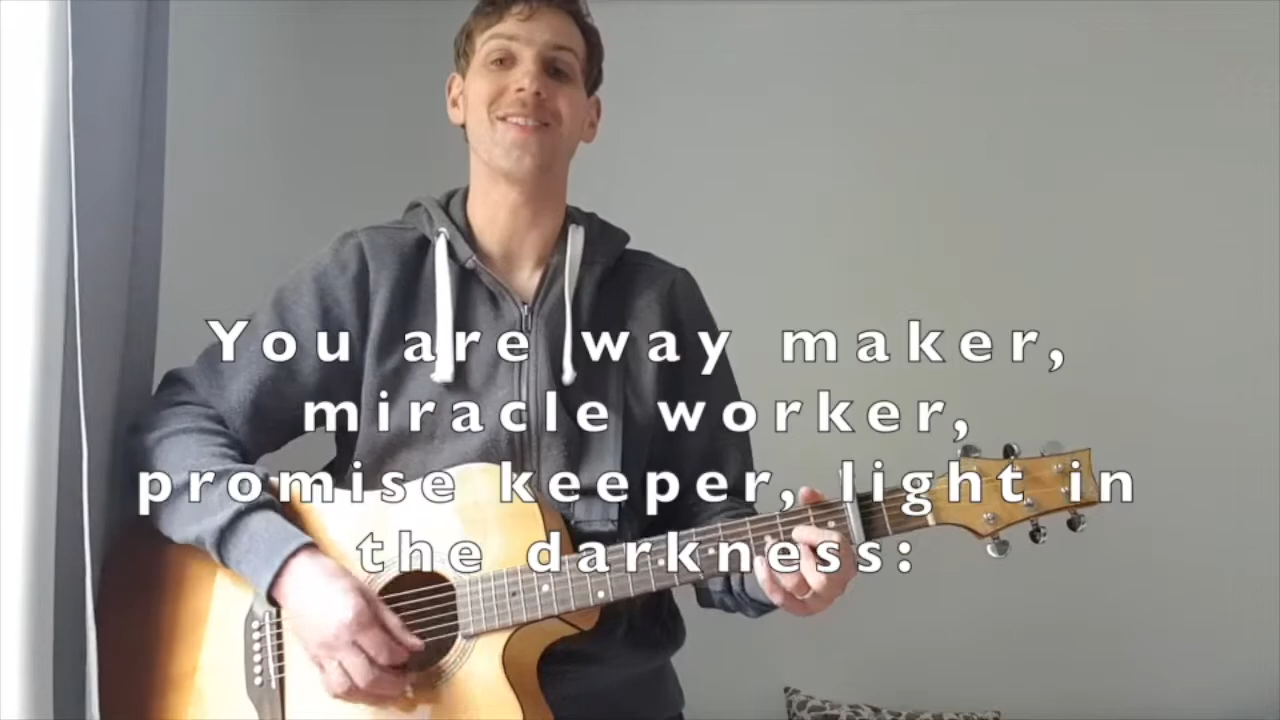 You are way maker,
miracle worker,
promise keeper, light in
the darkness: